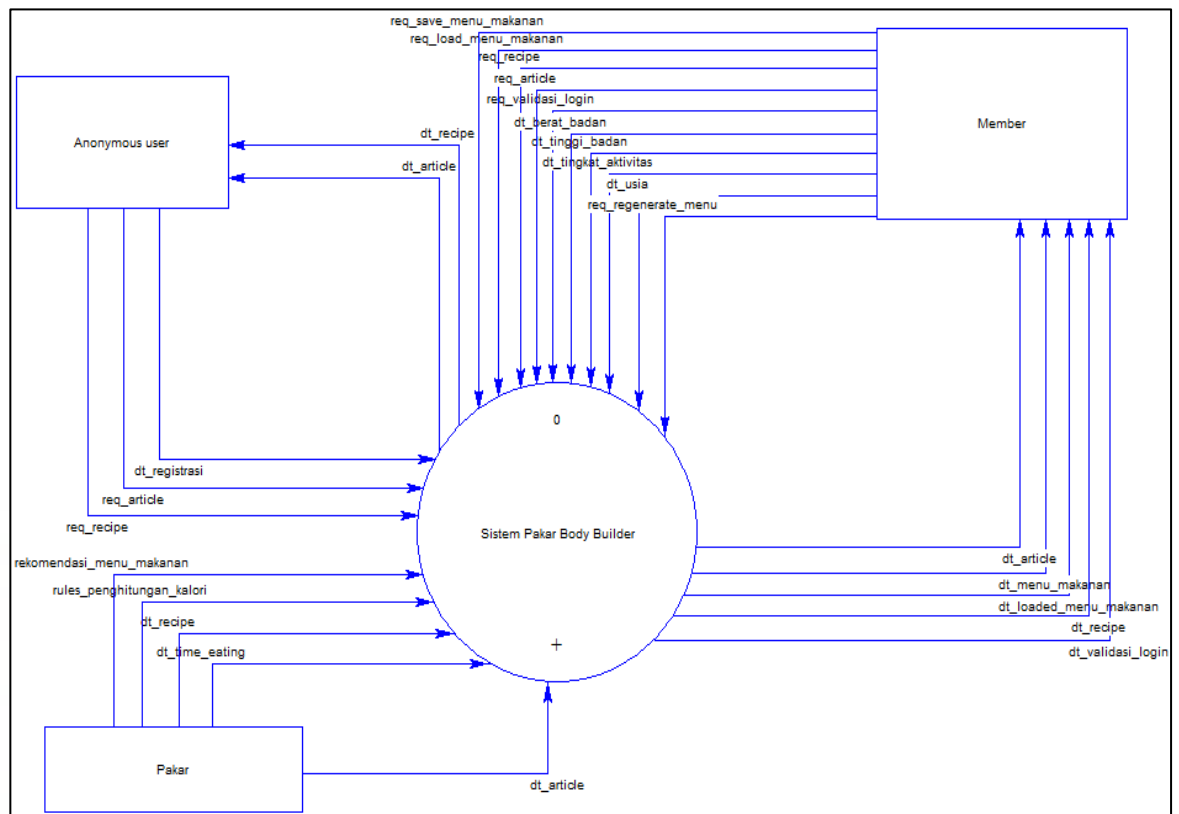 req_save_menu_makanan
req_load_menu_makanan
req_recipe
req_article
req_validasi_login
dt_berat_badan
dt_tinggi_badan
dt_tingkat_aktivitas
dt_usia
req_regenerate_menu
Member
Anonymous user
dt_recipe
dt_article
dt_registrasi
req_article
req_recipe
0
Sistem Pakar Body Builder
+
rekomendasi_menu_makanan
rules_penghitungan_kalori
dt_recipe
dt_time_eating
dt_article
dt_menu_makanan
dt_loaded_menu_makanan
dt_recipe
dt_validasi_login
Pakar
dt_article